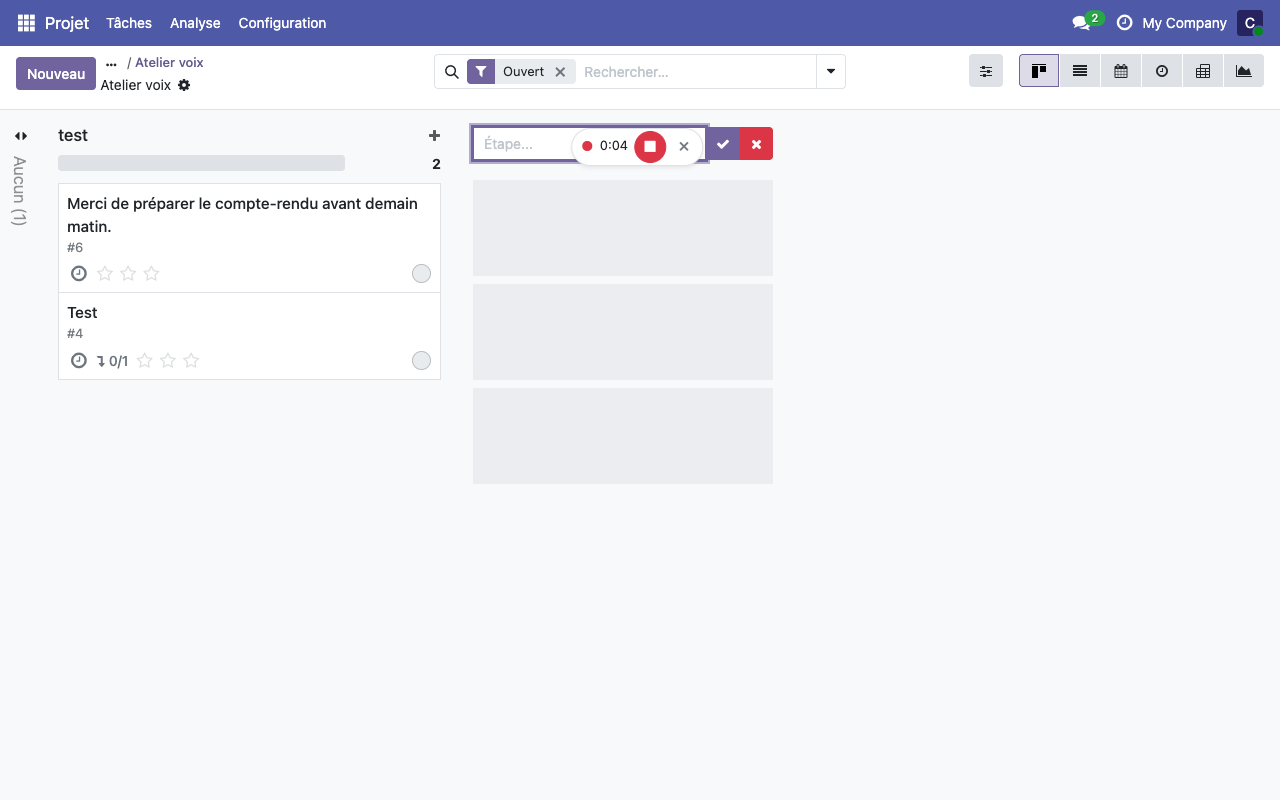 Projet Tâches Analyse Configuration 2 My Company C
Nouveau ... / Atelier voix
Atelier voix
Ouvert Rechercher...
test
2
Aucun (1)
Merci de préparer le compte-rendu avant demain
matin.
#6
Test
#4
0/1
Étape... 0:04